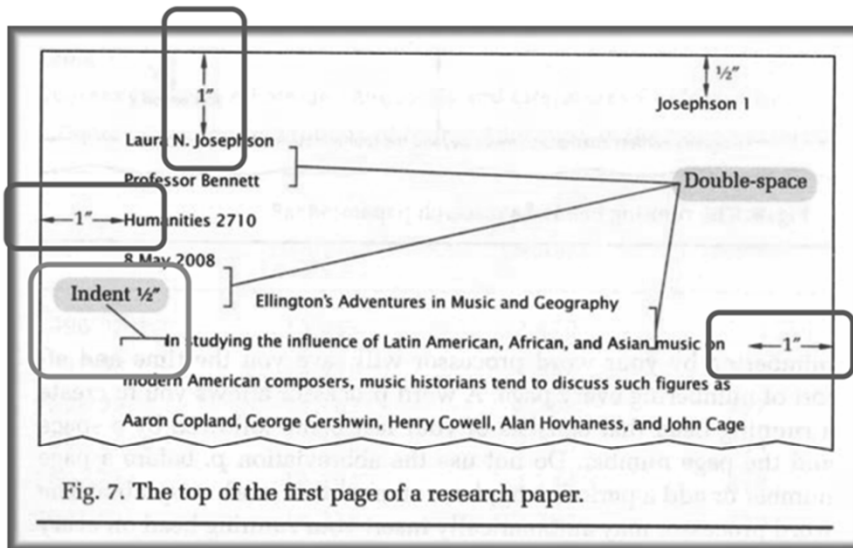 1″
½″
Josephson 1
Laura N. Josephson
Professor Bennett
Double-space
1″
Humanities 2710
8 May 2008
Indent ½″
Ellington's Adventures in Music and Geography
In studying the influence of Latin American, African, and Asian music on
1″
modern American composers, music historians tend to discuss such figures as
Aaron Copland, George Gershwin, Henry Cowell, Alan Hovhaness, and John Cage
Fig. 7. The top of the first page of a research paper.